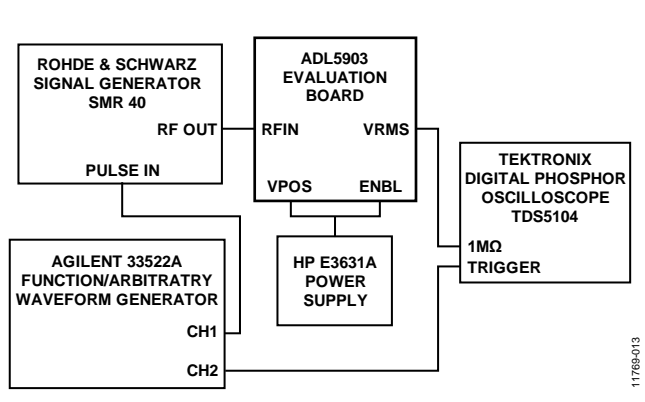 ROHDE & SCHWARZ
SIGNAL GENERATOR
SMR 40
RF OUT
PULSE IN
ADL5903
EVALUATION
BOARD
RFIN
VRMS
VPOS
ENBL
TEKTRONIX
DIGITAL PHOSPHOR
OSCILLOSCOPE
TDS5104
1MΩ
TRIGGER
AGILENT 33522A
FUNCTION/ARBITRATRY
WAVEFORM GENERATOR
CH1
CH2
HP E3631A
POWER
SUPPLY
11769-013